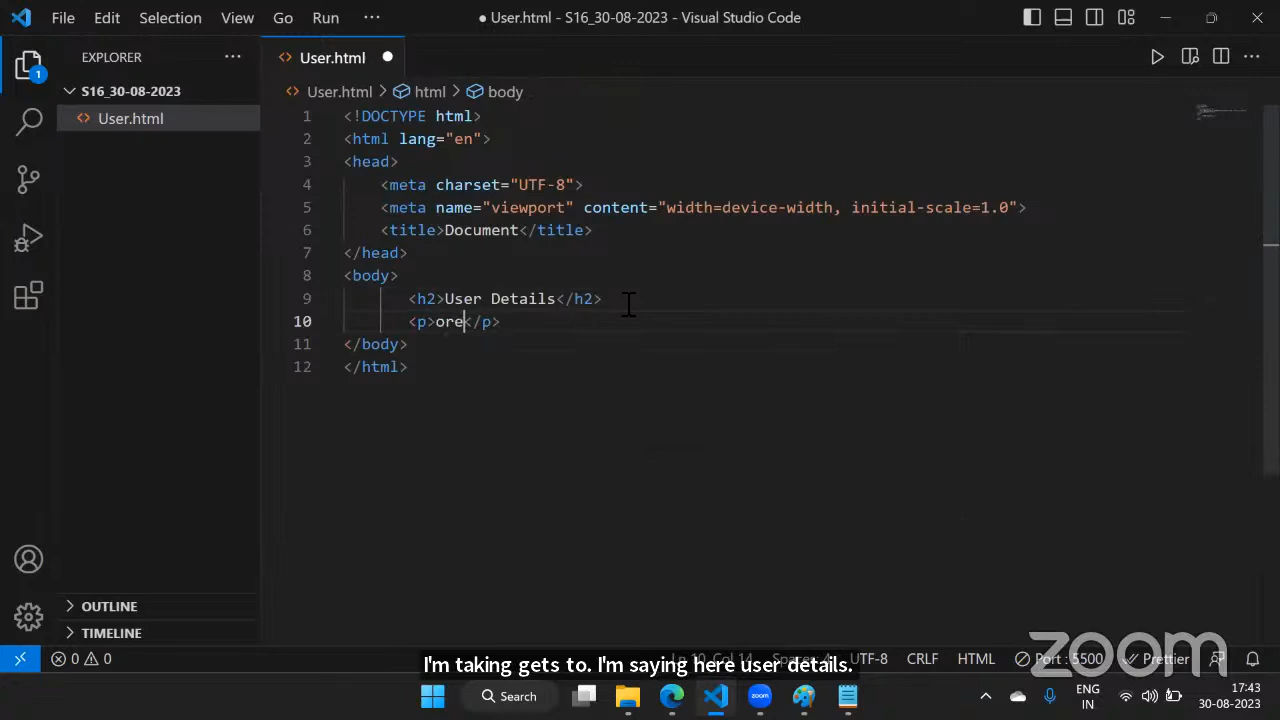 File Edit Selection View Go Run ··· ● User.html - S16_30-08-2023 - Visual Studio Code
EXPLORER ···
1
S16_30-08-2023
User.html
User.html
User.html > html > body
1 <!DOCTYPE html>
2 <html lang="en">
3 <head>
4 <meta charset="UTF-8">
5 <meta name="viewport" content="width=device-width, initial-scale=1.0">
6 <title>Document</title>
7 </head>
8 <body>
9 <h2>User Details</h2>
10 <p>ore</p>
11 </body>
12 </html>
OUTLINE
TIMELINE
zoom
0 0 UTF-8 CRLF HTML Port : 5500 Prettier
I'm taking gets to. I'm saying here user details.
Search
zoom
ENG
IN
17:43
30-08-2023